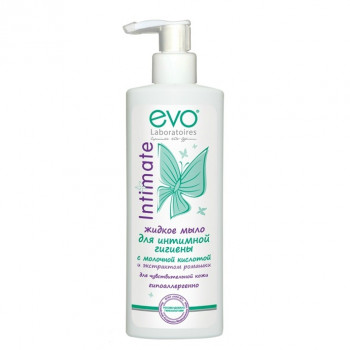 evo®
Laboratoires
Intimate
жидкое мыло
для интимной
гигиены
с молочной кислотой
и экстрактом ромашки
для чувствительной кожи
гипоаллергенно